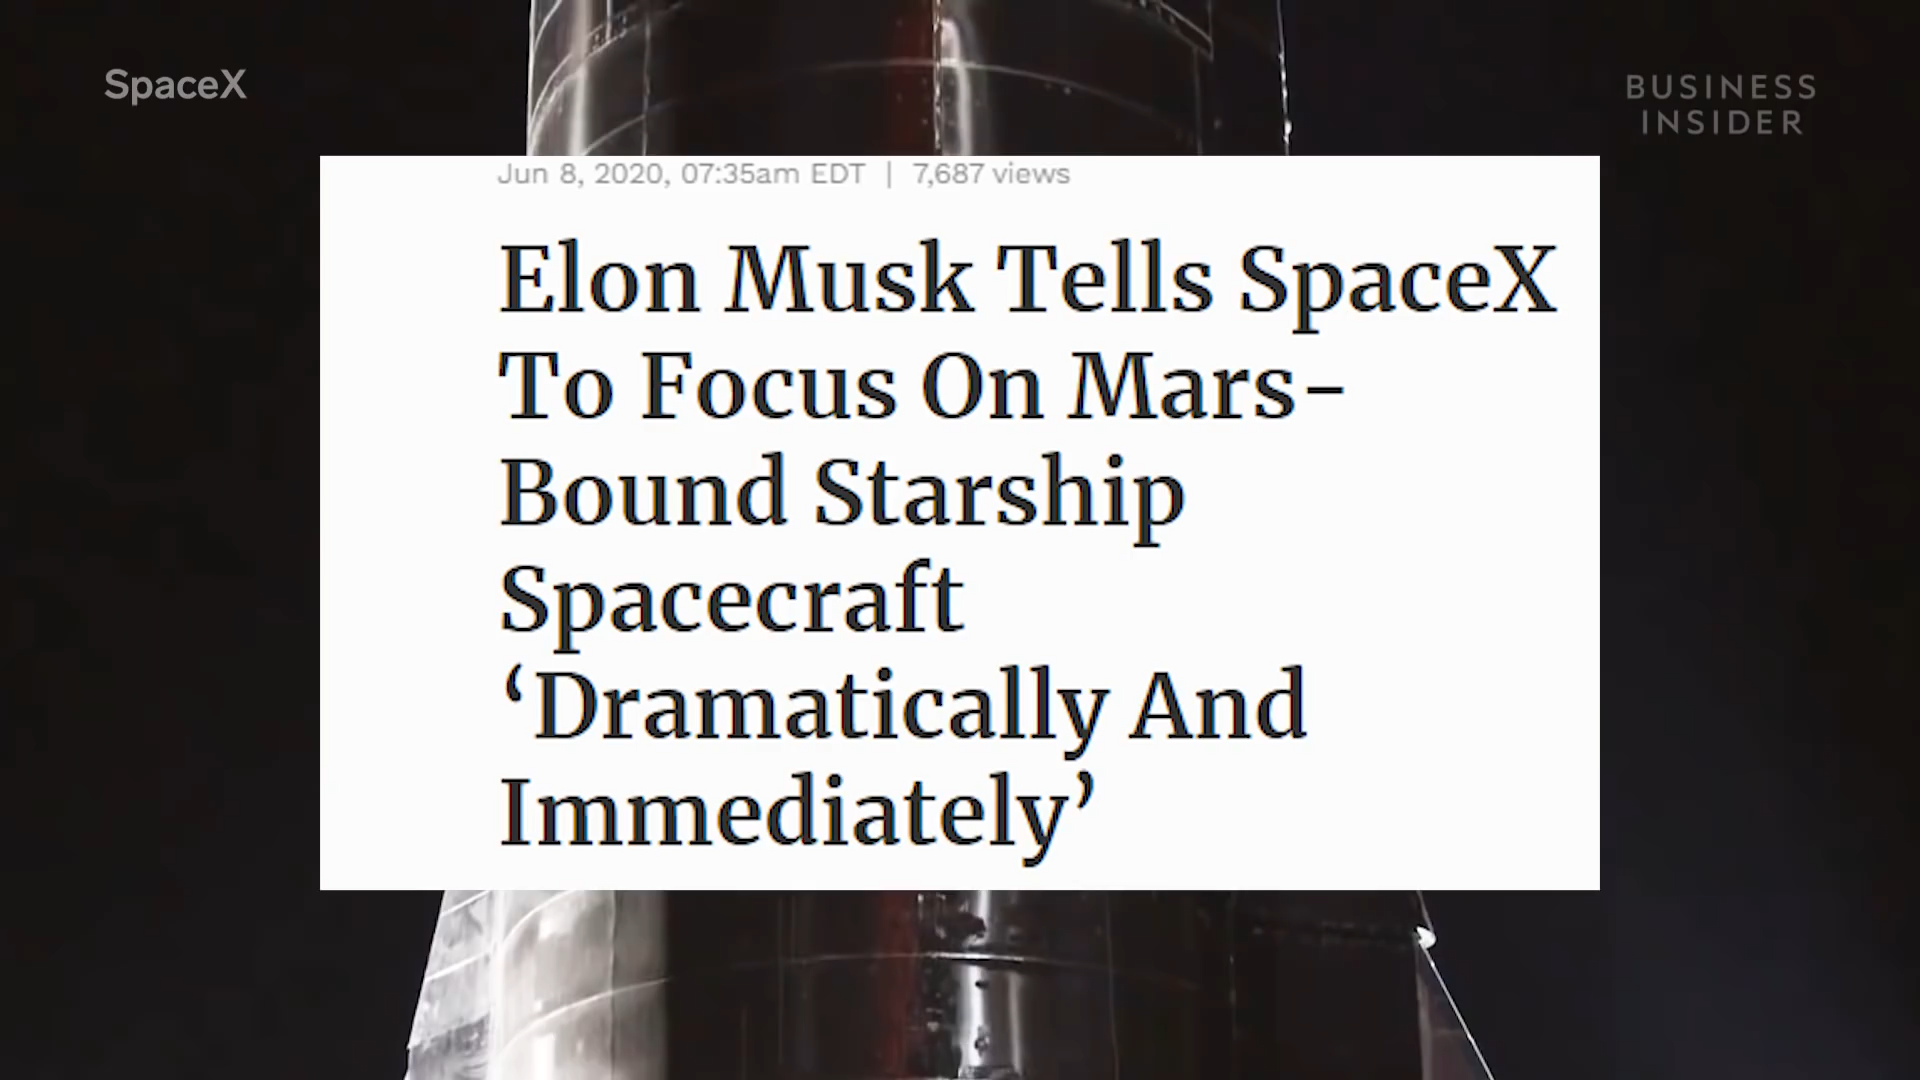 SpaceX
BUSINESS
INSIDER
Jun 8, 2020, 07:35am EDT | 7,687 views
Elon Musk Tells SpaceX
To Focus On Mars-
Bound Starship
Spacecraft
‘Dramatically And
Immediately’